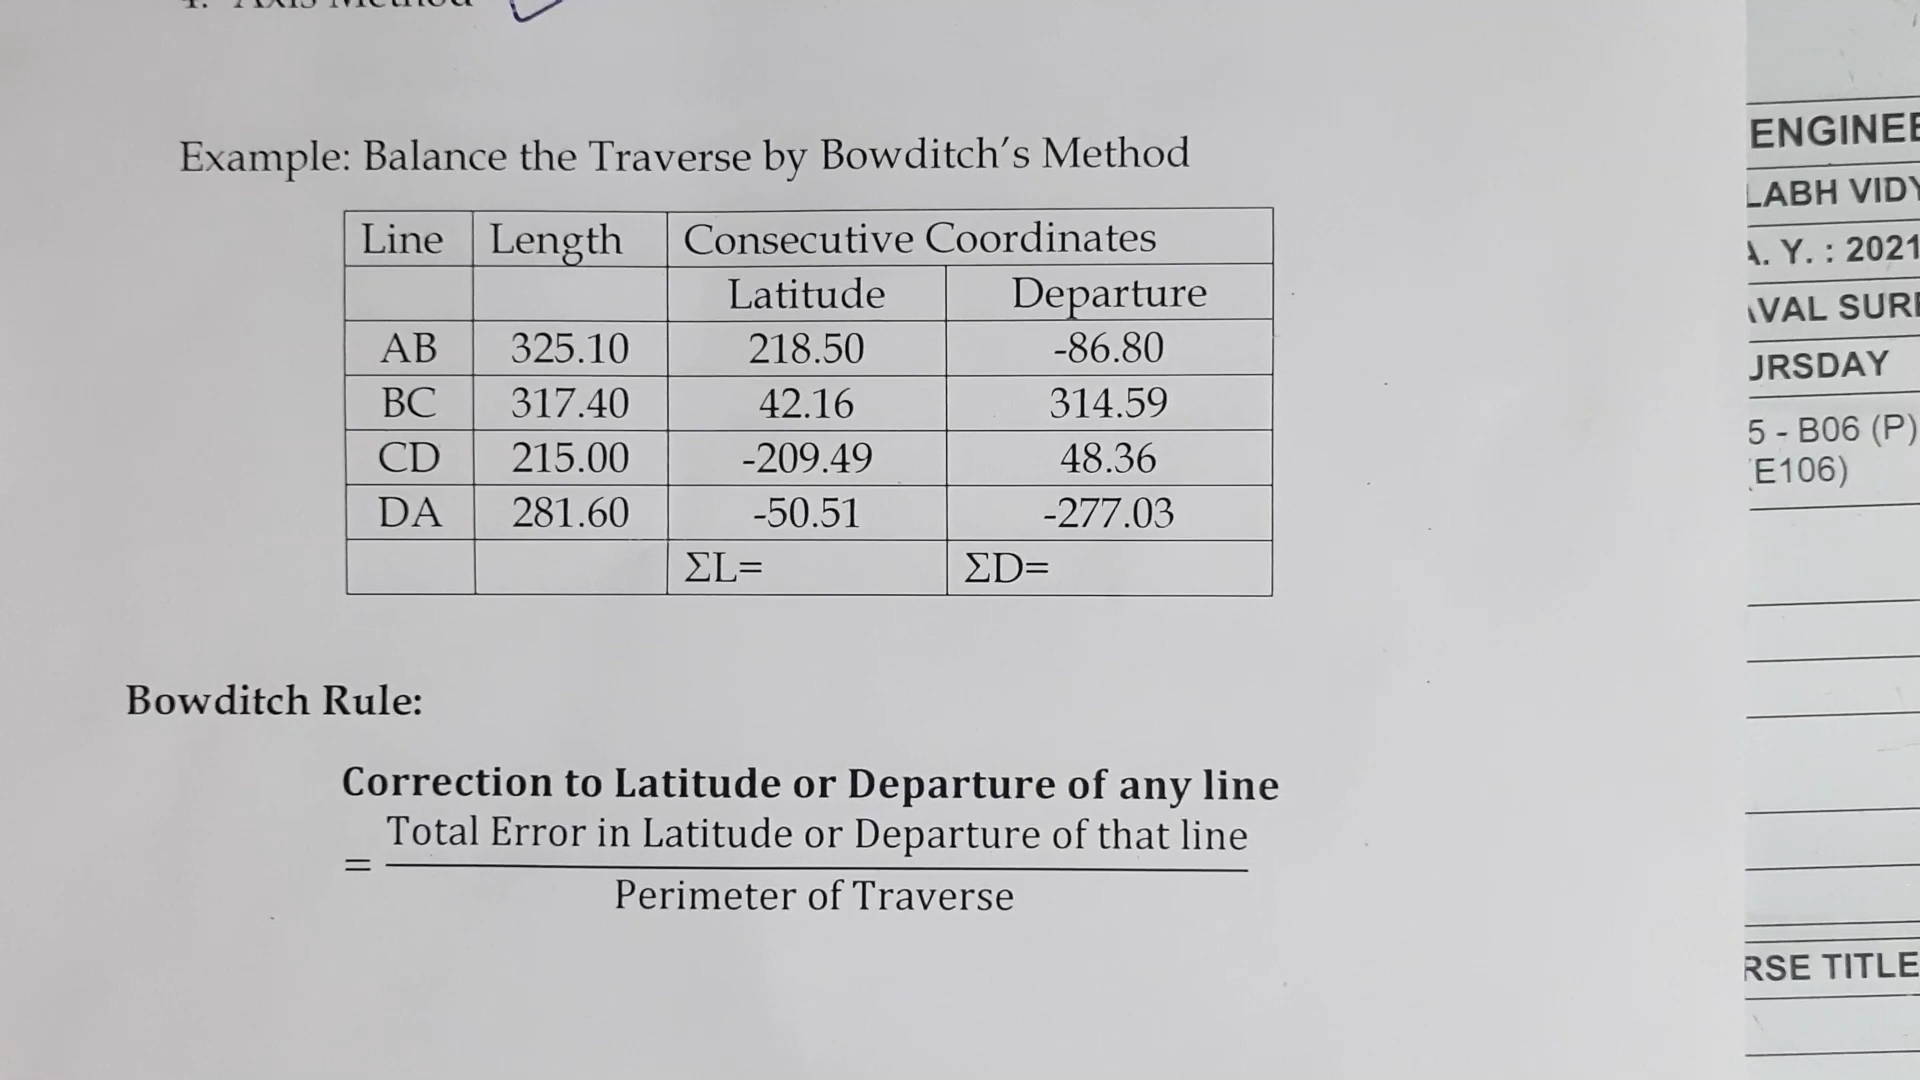 Example: Balance the Traverse by Bowditch's Method
Line Length Consecutive Coordinates
Latitude Departure
AB 325.10 218.50 -86.80
BC 317.40 42.16 314.59
CD 215.00 -209.49 48.36
DA 281.60 -50.51 -277.03
ΣL= ΣD=
Bowditch Rule:
Correction to Latitude or Departure of any line
Total Error in Latitude or Departure of that line
=
Perimeter of Traverse
ENGINEE
LABH VIDY
A. Y. : 2021
VAL SUR
URSDAY
5 - B06 (P)
E106)
RSE TITLE